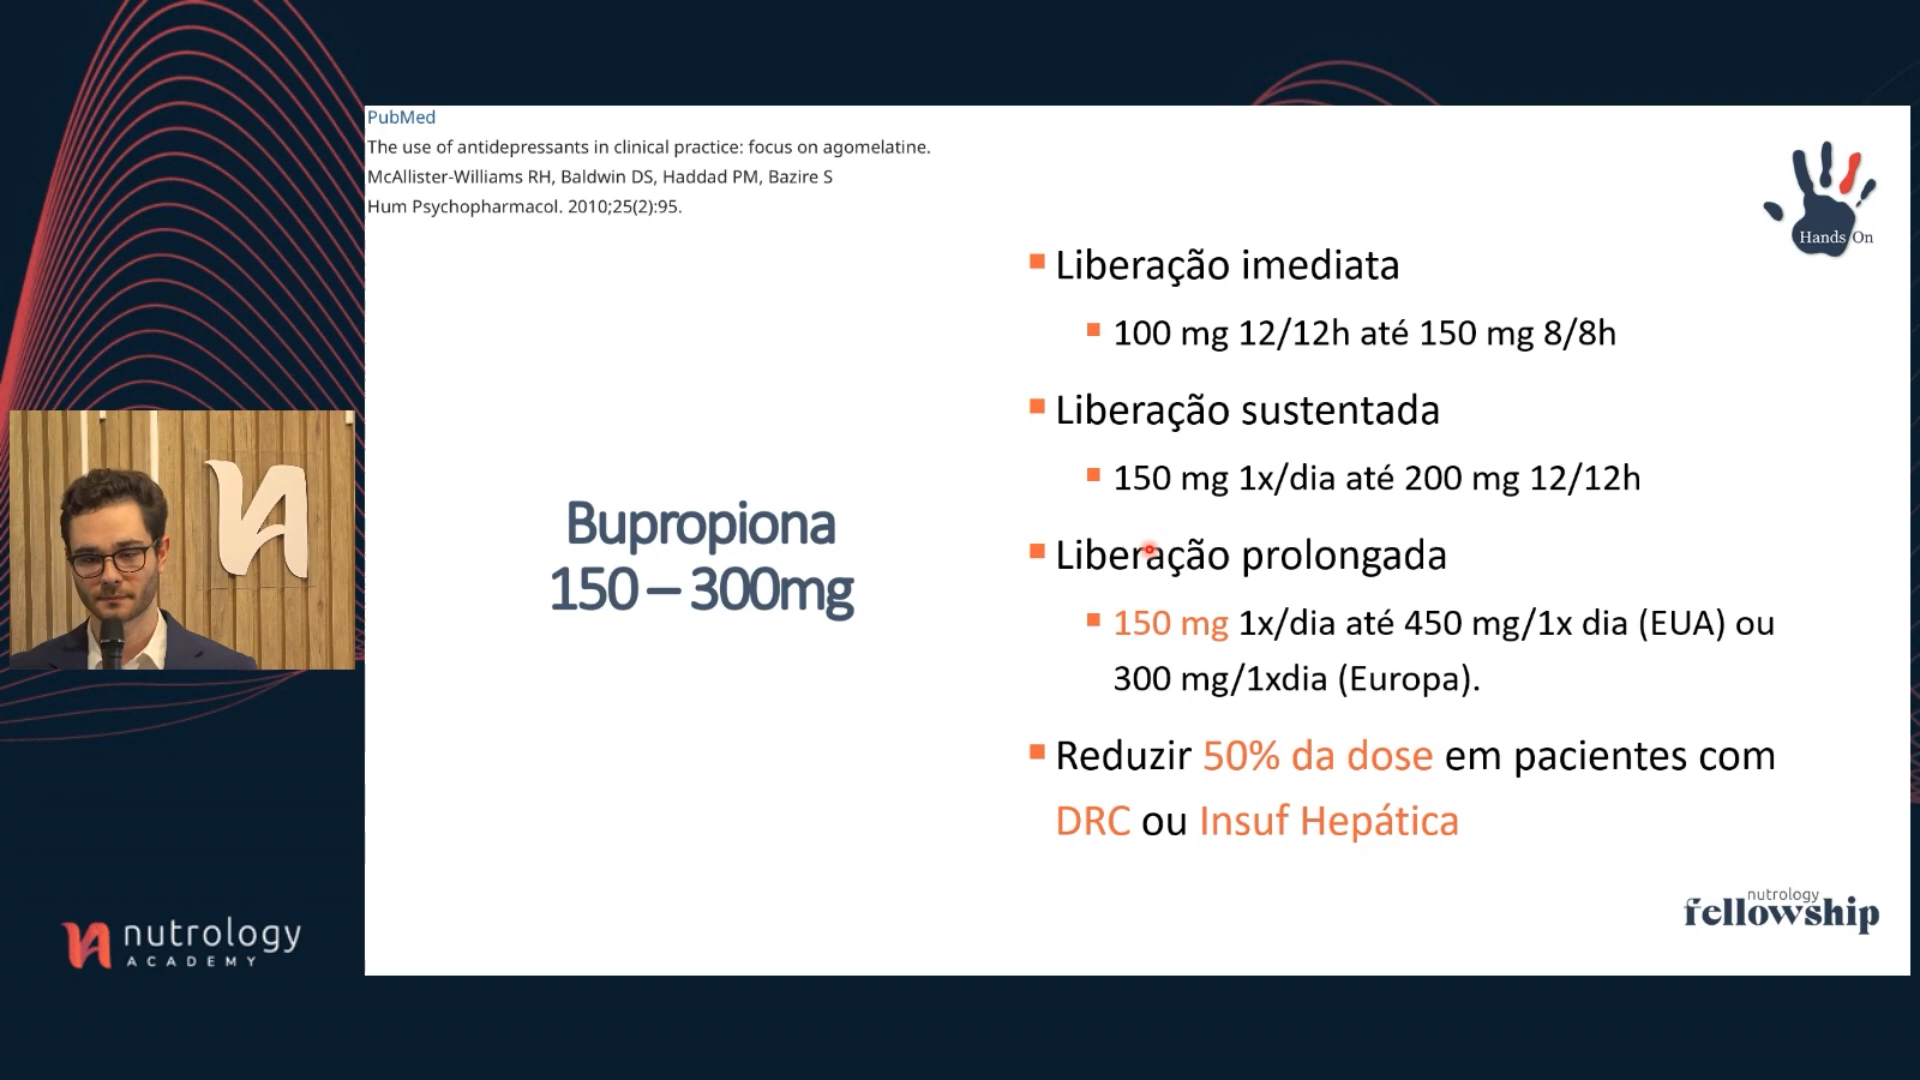 PubMed
The use of antidepressants in clinical practice: focus on agomelatine.
McAllister-Williams RH, Baldwin DS, Haddad PM, Bazire S
Hum Psychopharmacol. 2010;25(2):95.
Hands On
Bupropiona
150 – 300mg
Liberação imediata
100 mg 12/12h até 150 mg 8/8h
Liberação sustentada
150 mg 1x/dia até 200 mg 12/12h
Liberação prolongada
150 mg 1x/dia até 450 mg/1x dia (EUA) ou
300 mg/1xdia (Europa).
Reduzir 50% da dose em pacientes com
DRC ou Insuf Hepática
nutrology
fellowship
nutrology
ACADEMY